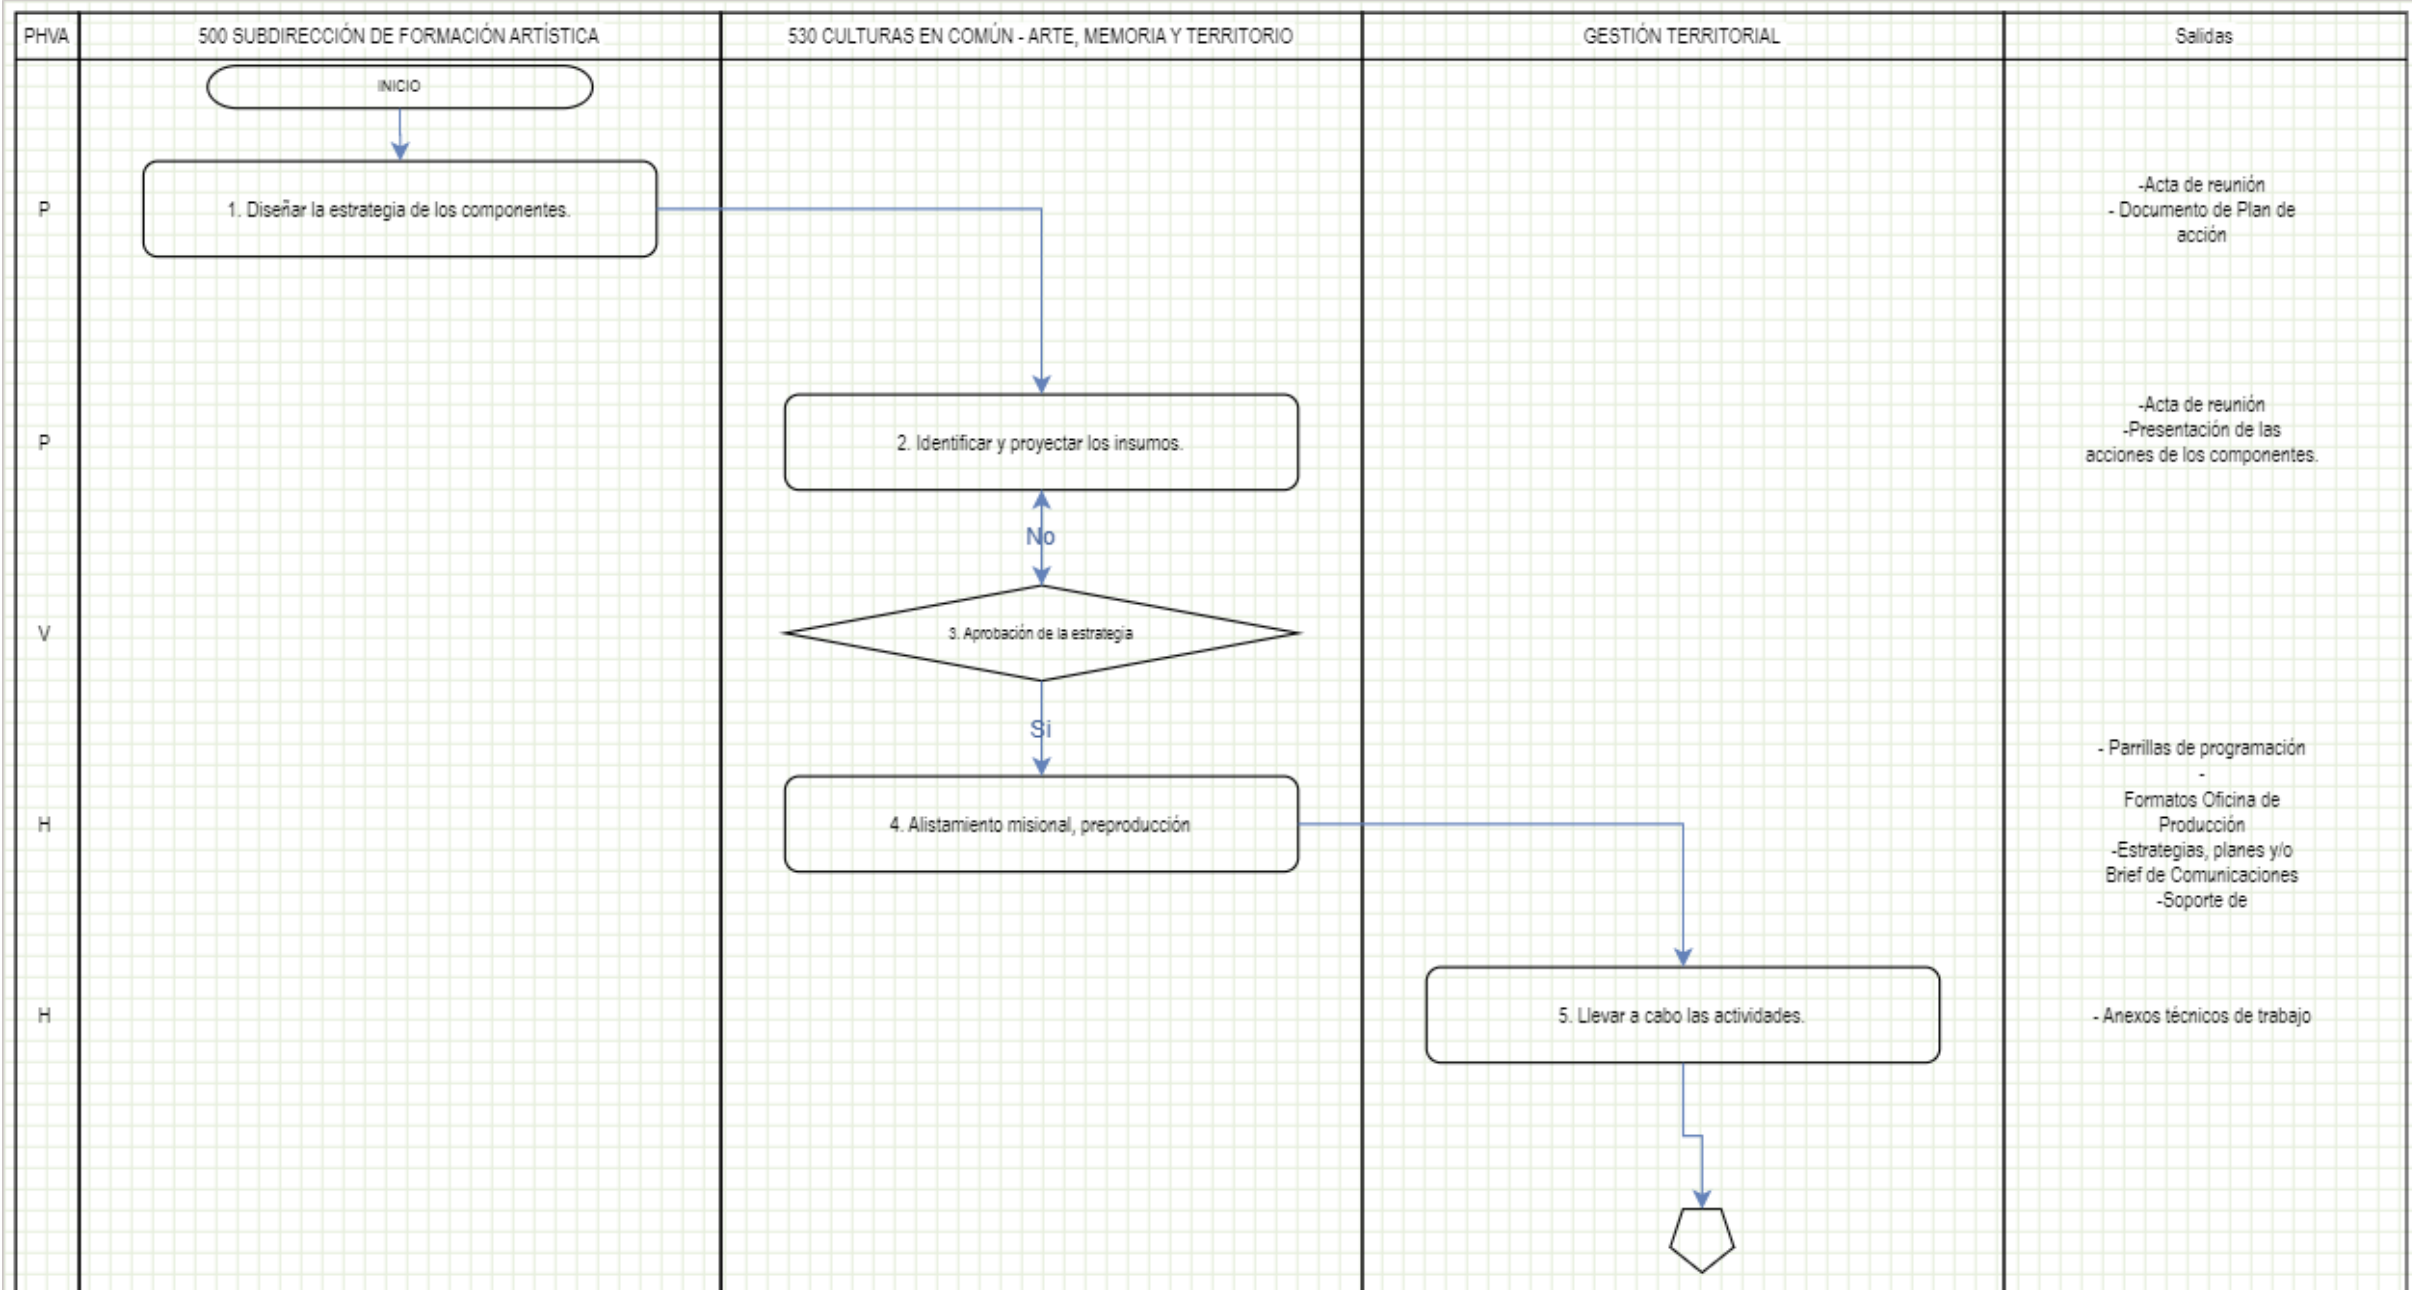 PHVA
500 SUBDIRECCIÓN DE FORMACIÓN ARTÍSTICA
530 CULTURAS EN COMÚN - ARTE, MEMORIA Y TERRITORIO
GESTIÓN TERRITORIAL
Salidas
INICIO
P
1. Diseñar la estrategia de los componentes.
-Acta de reunión
- Documento de Plan de
acción
P
2. Identificar y proyectar los insumos.
-Acta de reunión
-Presentación de las
acciones de los componentes.
No
V
3. Aprobación de la estrategia
Si
H
4. Alistamiento misional, preproducción
- Parrillas de programación
-
Formatos Oficina de
Producción
-Estrategias, planes y/o
Brief de Comunicaciones
-Soporte de
H
5. Llevar a cabo las actividades.
- Anexos técnicos de trabajo